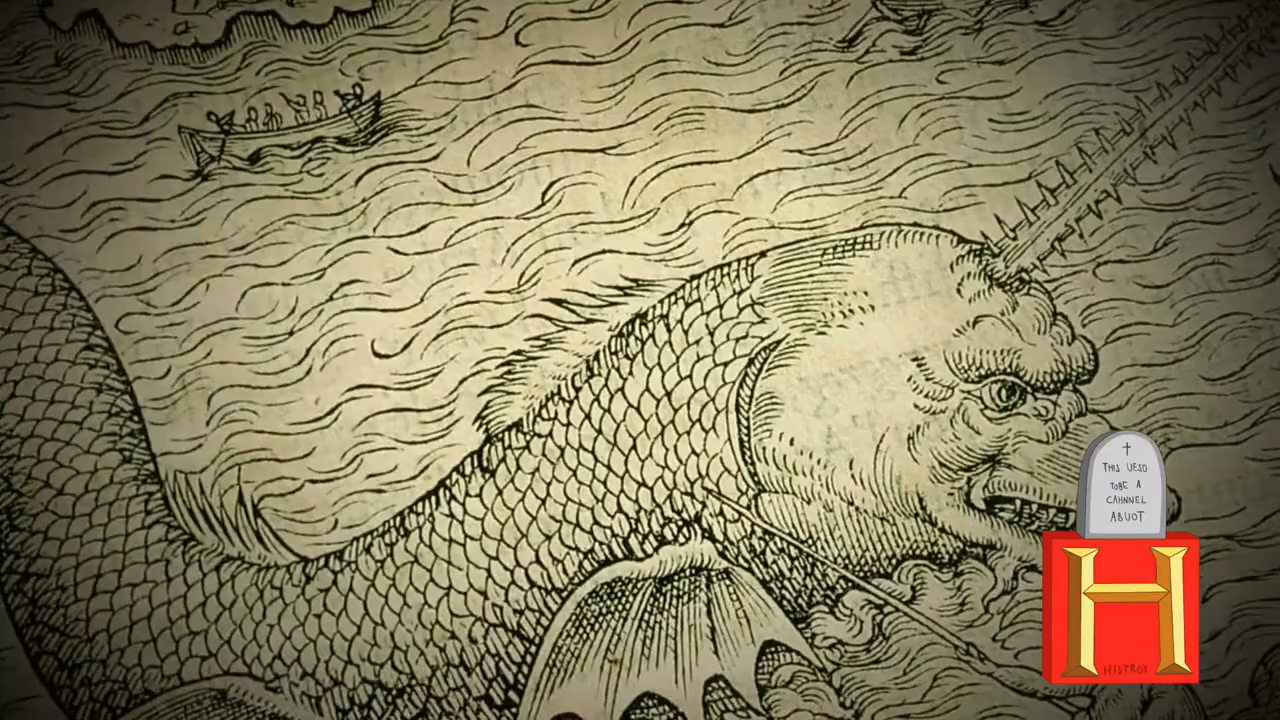 THIS UESD
TOBE A
CAHNNEL
ABUOT
H
HISTROY